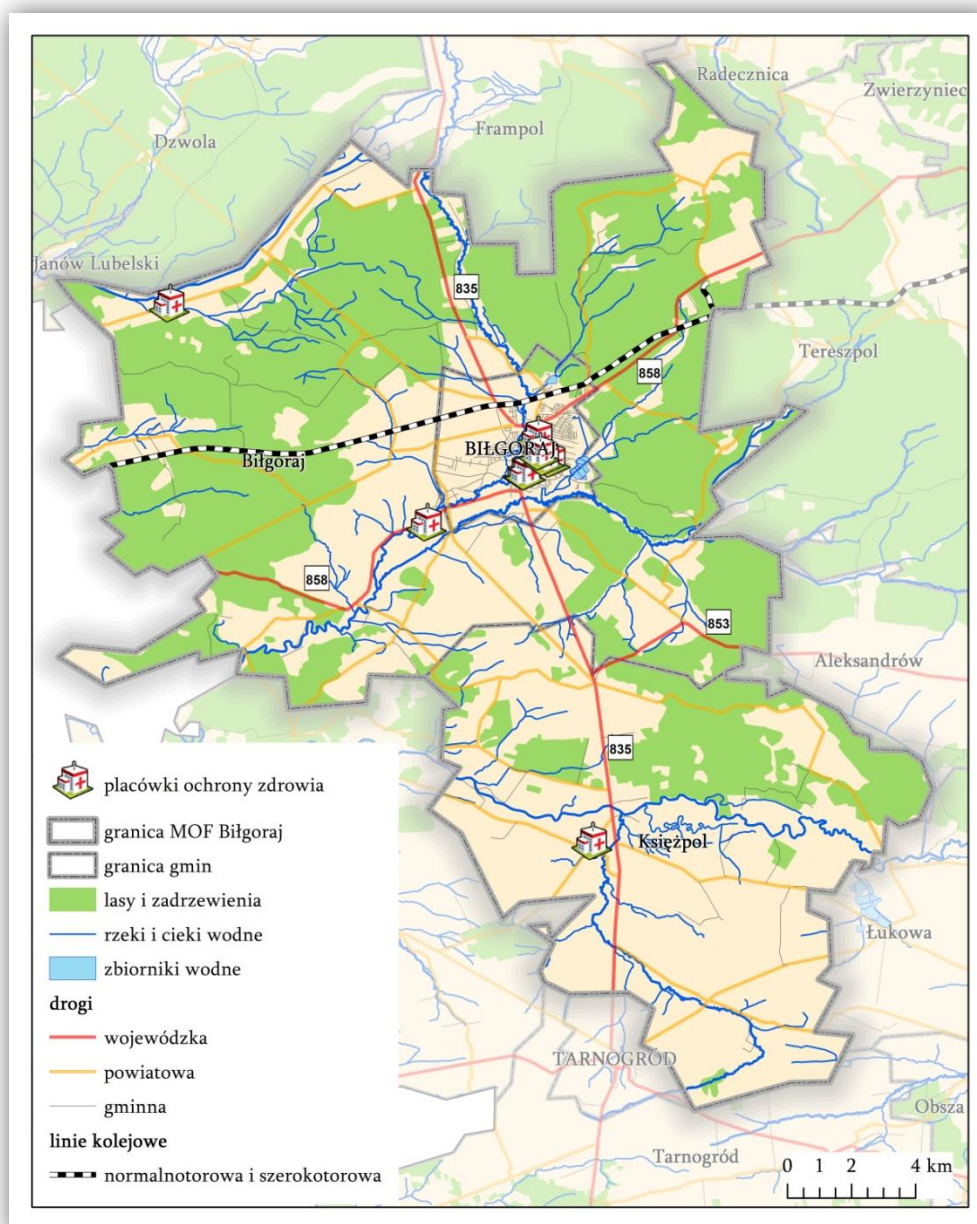 Radecznica
Zwierzyniec
Frampol
Dzwola
Janów Lubelski
835
Tereszpol
858
BIŁGORAJ
Biłgoraj
858
853
Aleksandrów
835
Księżpol
Łukowa
TARNOGRÓD
Obsza
Tarnogród
placówki ochrony zdrowia
granica MOF Biłgoraj
granica gmin
lasy i zadrzewienia
rzeki i cieki wodne
zbiorniki wodne
drogi
wojewódzka
powiatowa
gminna
linie kolejowe
normalnotorowa i szerokotorowa
0 1 2 4 km